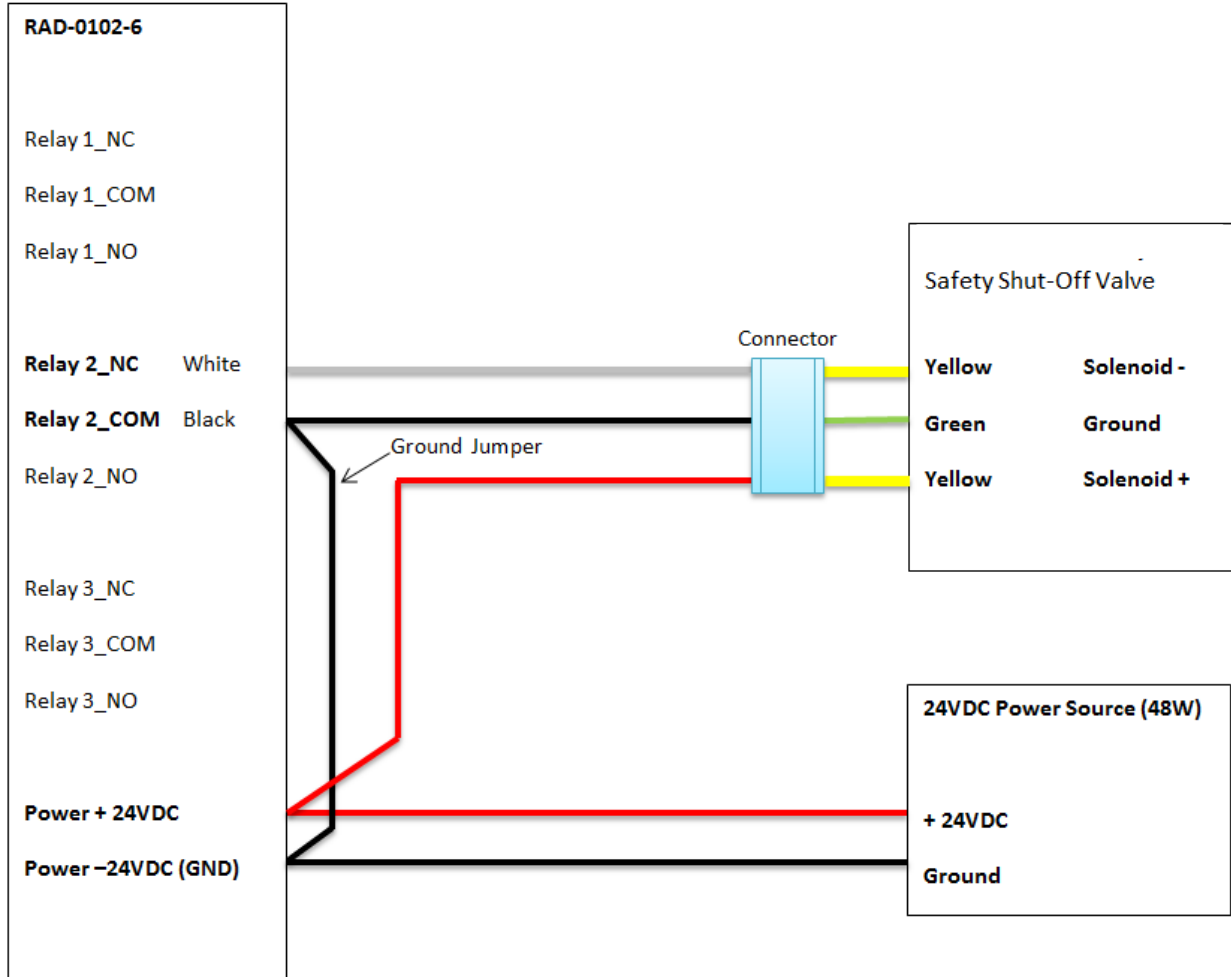 RAD-0102-6
Relay 1_NC
Relay 1_COM
Relay 1_NO
Relay 2_NC White
Relay 2_COM Black
Relay 2_NO
Relay 3_NC
Relay 3_COM
Relay 3_NO
Power + 24VDC
Power –24VDC (GND)
Ground Jumper
Connector
Safety Shut-Off Valve
Yellow Solenoid -
Green Ground
Yellow Solenoid +
24VDC Power Source (48W)
+ 24VDC
Ground